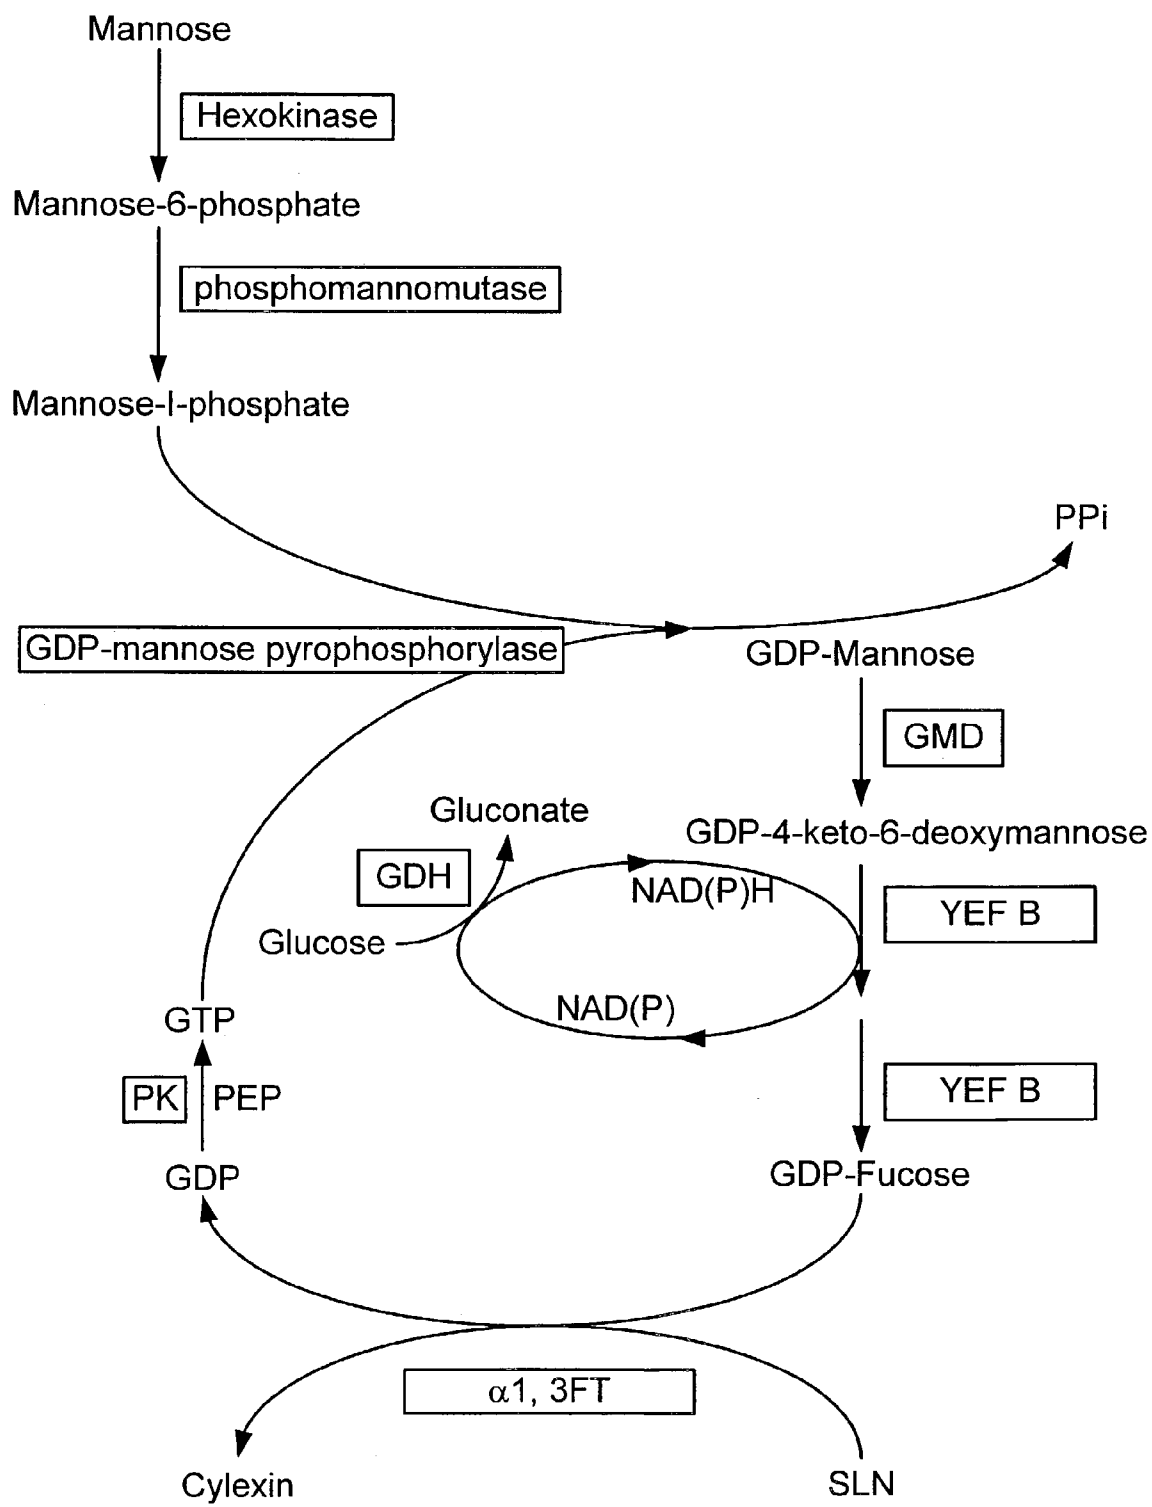 Mannose
Hexokinase
Mannose-6-phosphate
phosphomannomutase
Mannose-I-phosphate
PPi
GDP-mannose pyrophosphorylase
GDP-Mannose
GMD
Gluconate
GDP-4-keto-6-deoxymannose
GDH
NAD(P)H
YEF B
Glucose
NAD(P)
GTP
PK
PEP
YEF B
GDP
GDP-Fucose
α1, 3FT
Cylexin
SLN